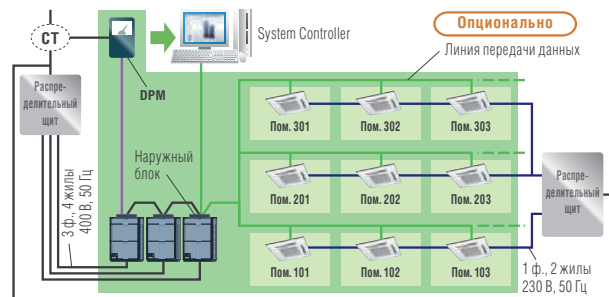 Опционально
CT
System Controller
Линия передачи данных
Распре-
делительный
щит
DPM
Пом. 301
Пом. 302
Пом. 303
Наружный
блок
Пом. 201
Пом. 202
Пом. 203
Распре-
делительный
щит
3 ф., 4 жилы
400 В, 50 Гц
Пом. 101
Пом. 102
Пом. 103
1 ф., 2 жилы
230 В, 50 Гц